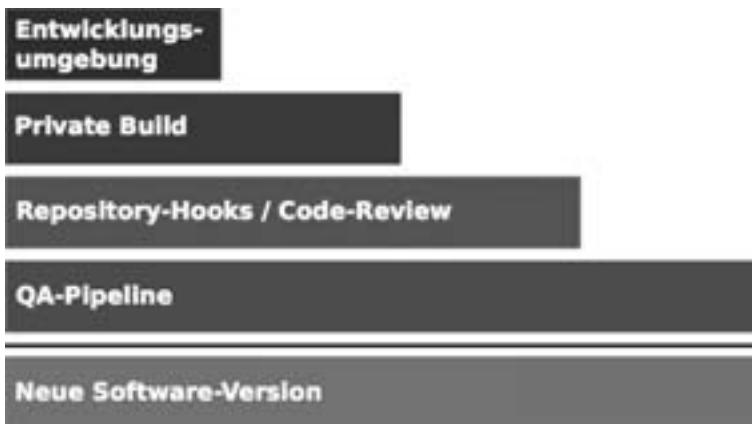 Entwicklungs-
umgebung
Private Build
Repository-Hooks / Code-Review
QA-Pipeline
Neue Software-Version